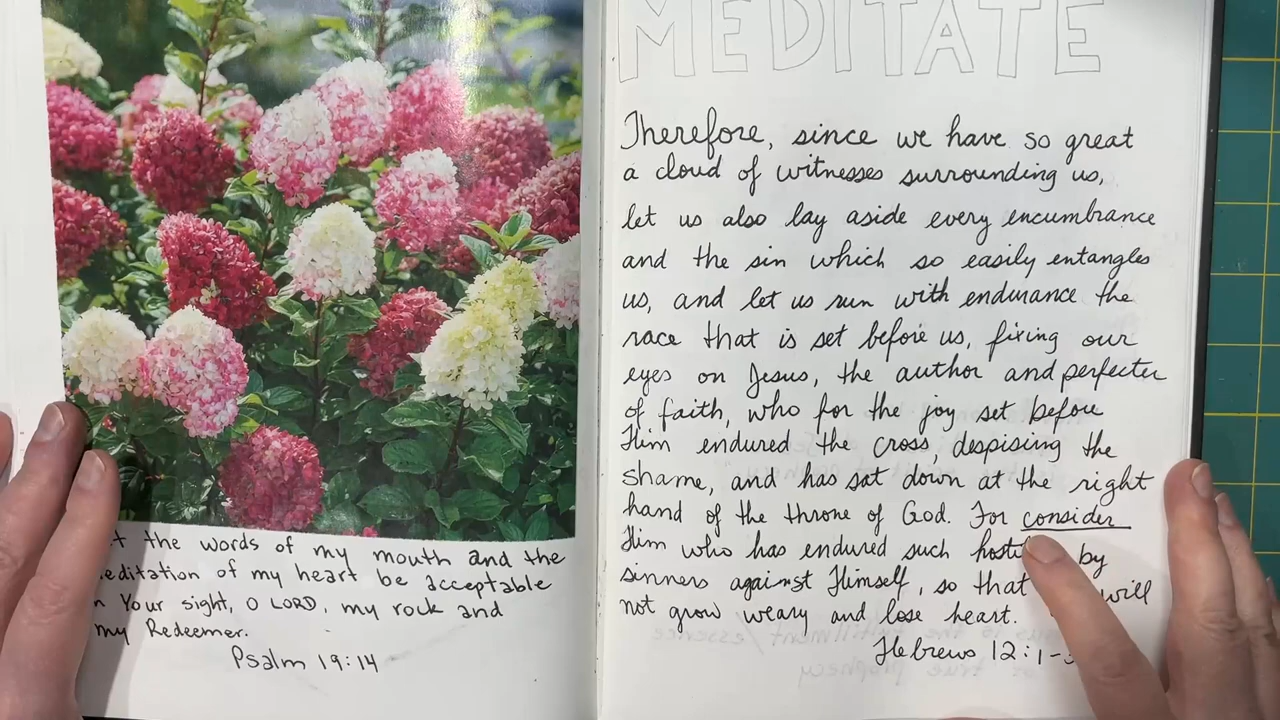 the words of my mouth and the
of my heart be acceptable
Your sight, O LORD, my rock and
my Redeemer.
Psalm 19:14
MEDITATE
Therefore, since we have so great
a cloud of witnesses surrounding us,
let us also lay aside every encumbrance
and the sin which so easily entangles
us, and let us run with endurance the
race that is set before us, fixing our
eyes on Jesus, the author and perfecter
of faith, who for the joy set before
Him endured the cross, despising the
shame, and has sat down at the right
hand of the throne of God. For consider
Him who has endured such by
sinners against Himself, so that will
not grow weary and lose heart.
Hebrews 12:1-3